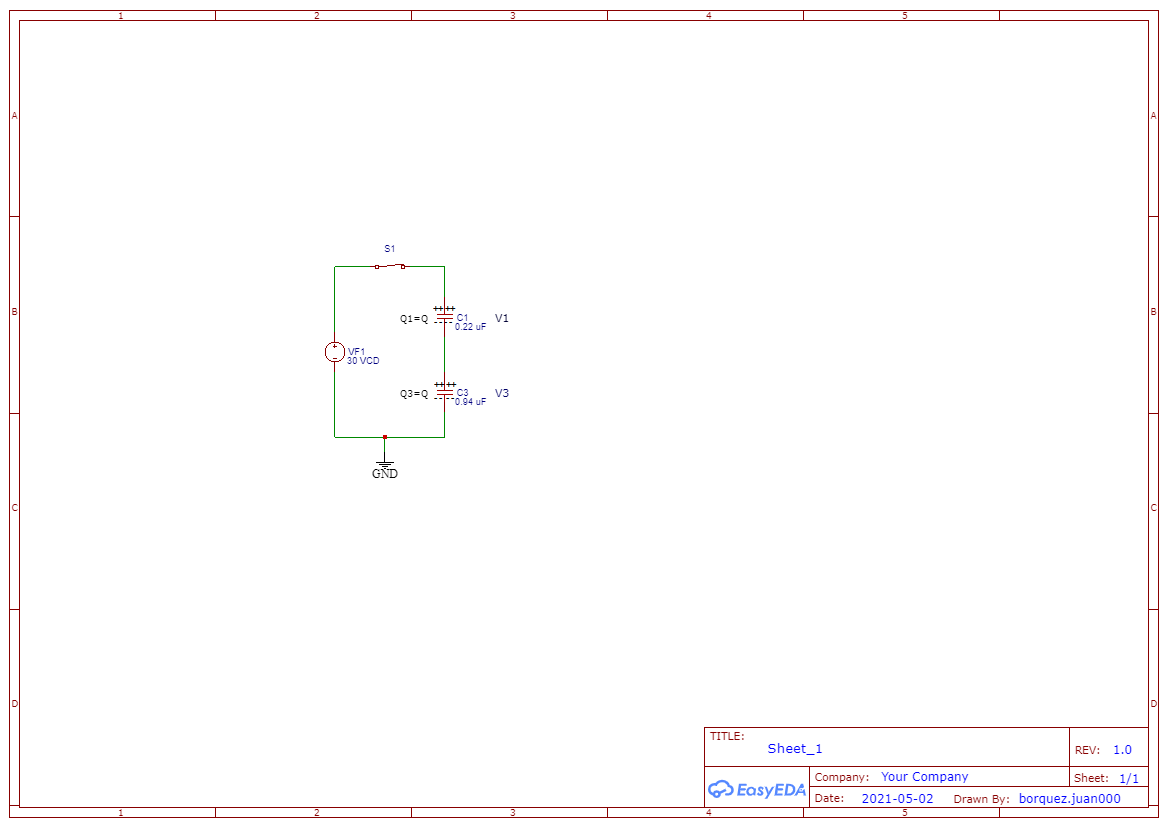 1 2 3 4 5
A A
S1
B B
Q1=Q ++ ++ C1 V1
0.22 uF
VF1
30 VCD
Q3=Q ++ ++ C3 V3
0.94 uF
GND
C C
D D
TITLE:
Sheet_1
REV: 1.0
Company: Your Company
Sheet: 1/1
EasyEDA
Date: 2021-05-02 Drawn By: borquez.juan000
1 2 3 4 5